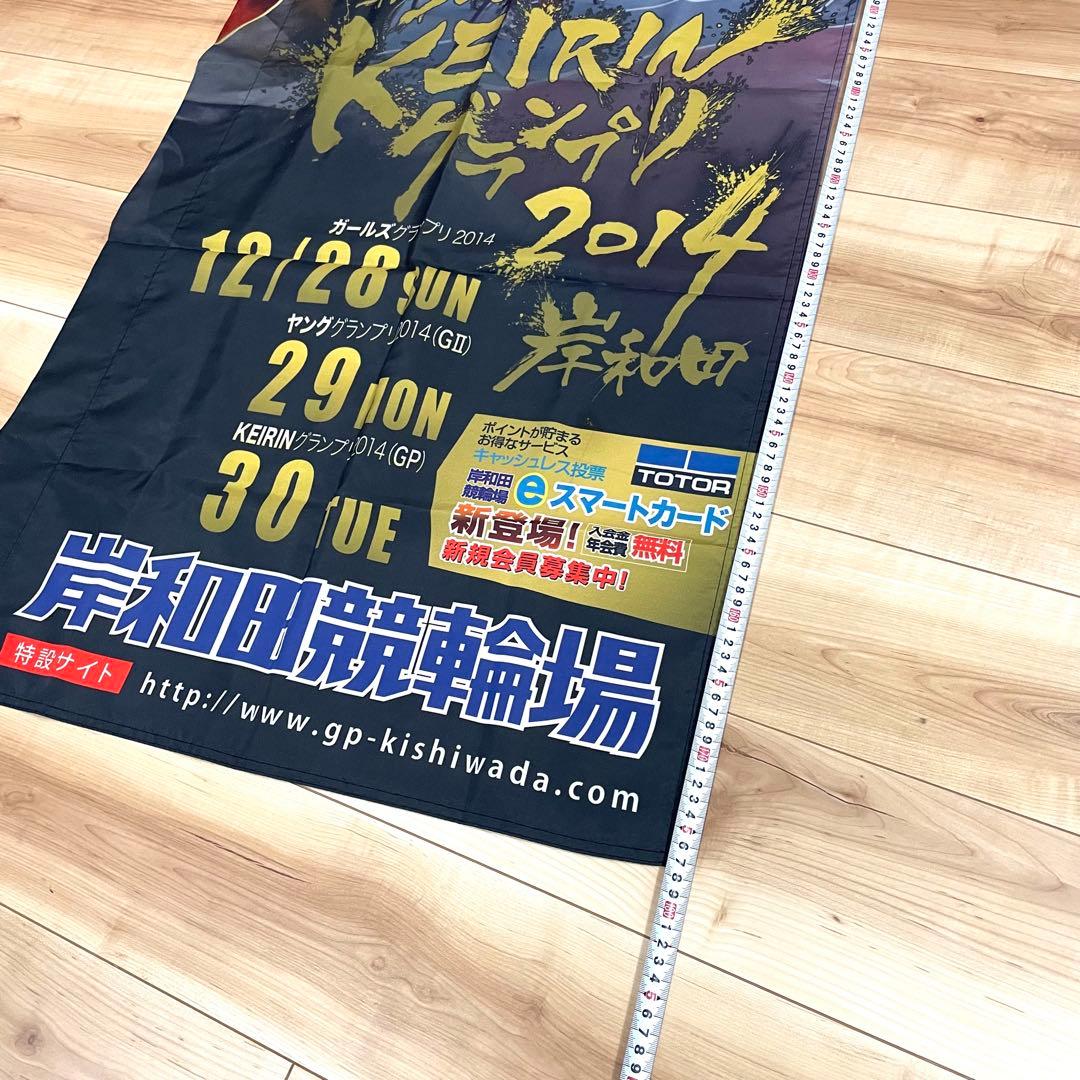 KEIRIN
グランプリ
2014
岸和田
ガールズグランプリ2014
12/28 SUN
ヤンググランプリ2014(GⅡ)
29 MON
KEIRINグランプリ2014(GP)
30 TUE
ポイントが貯まる
お得なサービス
キャッシュレス投票
TOTOR
岸和田
競輪場
eスマートカード
新登場!
入会金
年会費
無料
新規会員募集中!
岸和田競輪場
特設サイト
http://www.gp-kishiwada.com